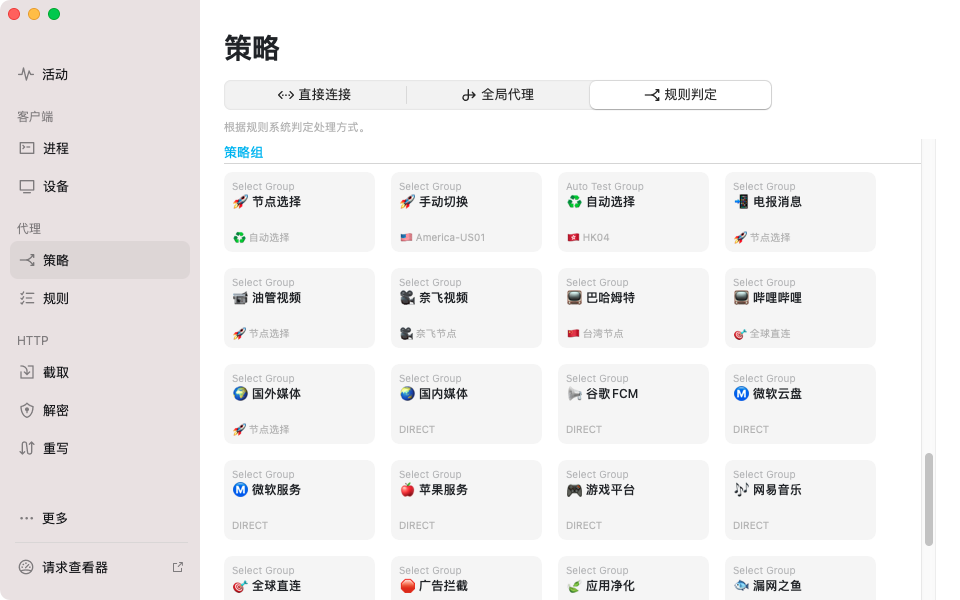 活动
客户端
进程
设备
代理
策略
规则
HTTP
截取
解密
重写
更多
请求查看器
策略
直接连接
全局代理
规则判定
根据规则系统判定处理方式。
策略组
Select Group
节点选择
自动选择
Select Group
手动切换
America-US01
Auto Test Group
自动选择
HK04
Select Group
电报消息
节点选择
Select Group
油管视频
节点选择
Select Group
奈飞视频
奈飞节点
Select Group
巴哈姆特
台湾节点
Select Group
哔哩哔哩
全球直连
Select Group
国外媒体
节点选择
Select Group
国内媒体
DIRECT
Select Group
谷歌FCM
DIRECT
Select Group
微软云盘
DIRECT
Select Group
微软服务
DIRECT
Select Group
苹果服务
DIRECT
Select Group
游戏平台
DIRECT
Select Group
网易音乐
DIRECT
Select Group
全球直连
Select Group
广告拦截
Select Group
应用净化
Select Group
漏网之鱼